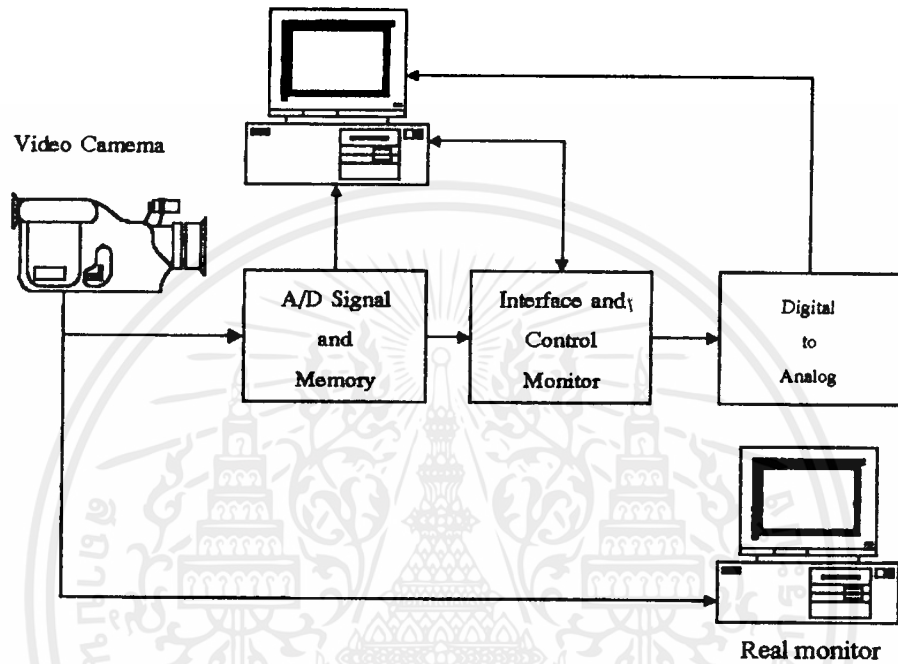 Video Camema
A/D Signal
and
Memory
Interface and
Control
Monitor
Digital
to
Analog
Real monitor